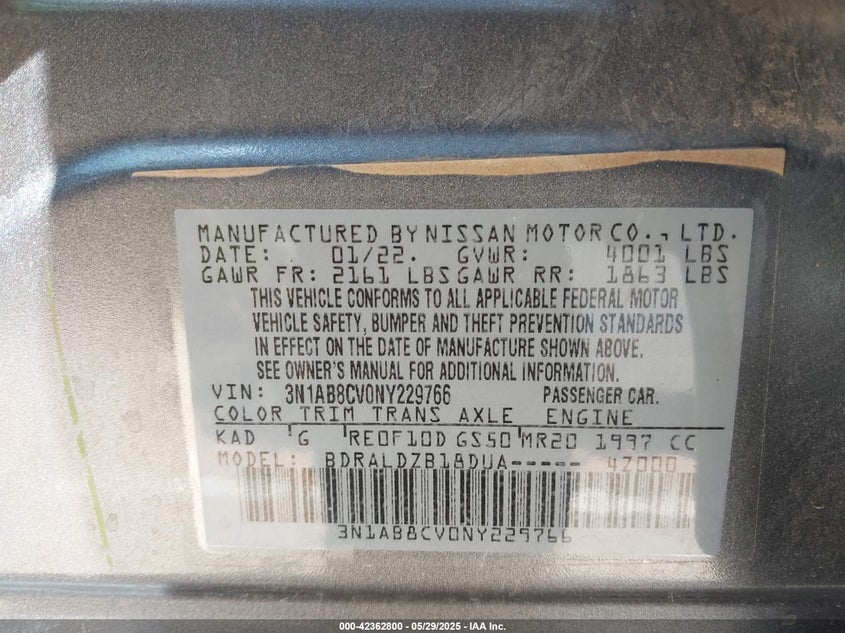 MANUFACTURED BY NISSAN MOTOR CO., LTD.
DATE: 01/22. GVWR: 4001 LBS
GAWR FR: 2161 LBS GAWR RR: 1863 LBS
THIS VEHICLE CONFORMS TO ALL APPLICABLE FEDERAL MOTOR
VEHICLE SAFETY, BUMPER AND THEFT PREVENTION STANDARDS
IN EFFECT ON THE DATE OF MANUFACTURE SHOWN ABOVE.
SEE OWNER'S MANUAL FOR ADDITIONAL INFORMATION.
VIN: 3N1AB8CV0NY229766 PASSENGER CAR.
COLOR TRIM TRANS AXLE ENGINE
KAD G RE0F10D GS50 MR20 1997 CC
MODEL: BDRALDZB18DUA----- 4Z000
3N1AB8CV0NY229766
000-42362800 - 05/29/2025 - IAA Inc.